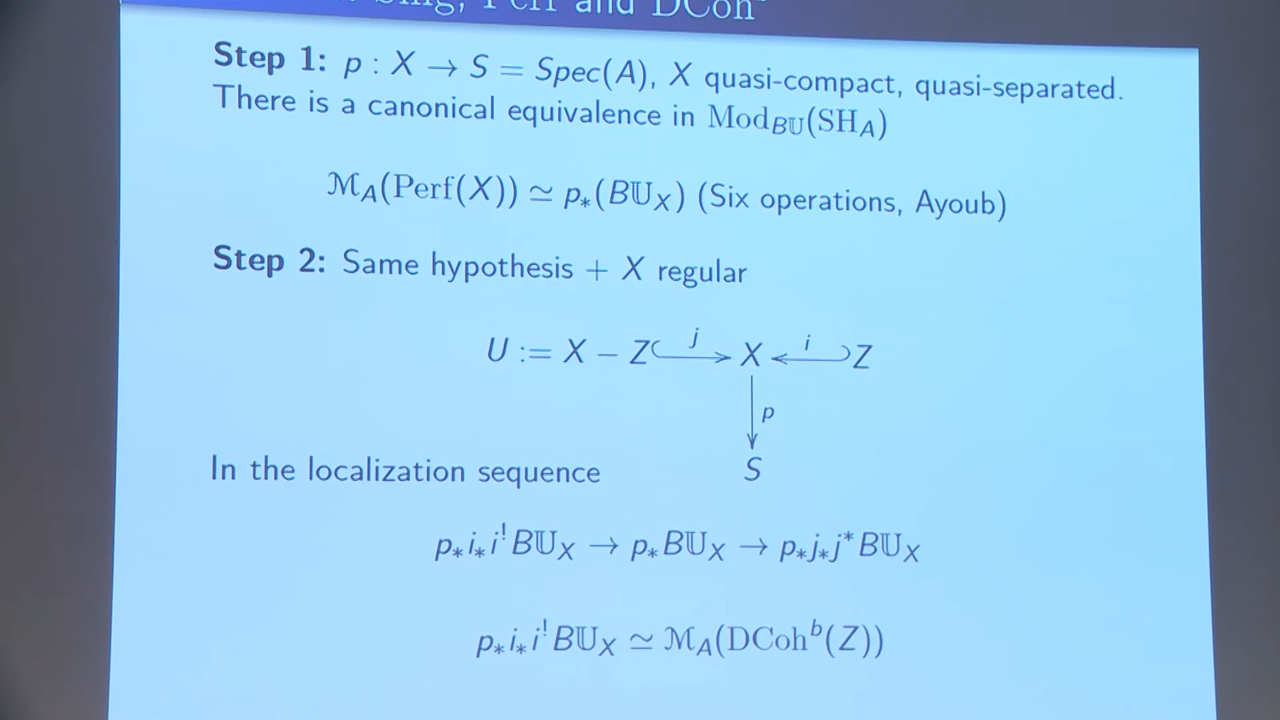 and DCoh
Step 1: p : X → S = Spec(A), X quasi-compact, quasi-separated.
There is a canonical equivalence in Mod_{B𝕌}(SH_A)
ℳ_A(Perf(X)) ≃ p_*(B𝕌_X) (Six operations, Ayoub)
Step 2: Same hypothesis + X regular
U := X − Z j X i Z
p
S
In the localization sequence
p_*i_*i^!B𝕌_X → p_*B𝕌_X → p_*j_*j^*B𝕌_X
p_*i_*i^!B𝕌_X ≃ ℳ_A(DCoh^b(Z))